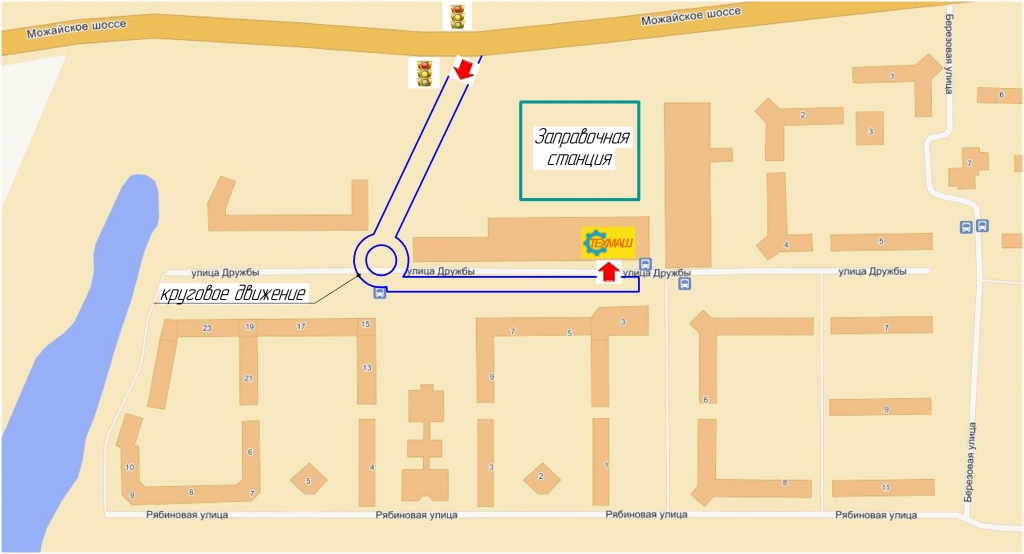 Можайское шоссе
Можайское шоссе
Березовая улица
1
6
2
3
Заправочная
станция
7
ТЕХМАШ
4
5
улица Дружбы
улица Дружбы
улица Дружбы
улица Дружбы
круговое движение
23
19
17
15
7
5
3
7
13
21
9
6
9
10
6
9
8
7
5
4
3
2
1
8
11
Березовая улица
Рябиновая улица
Рябиновая улица
Рябиновая улица
Рябиновая улица